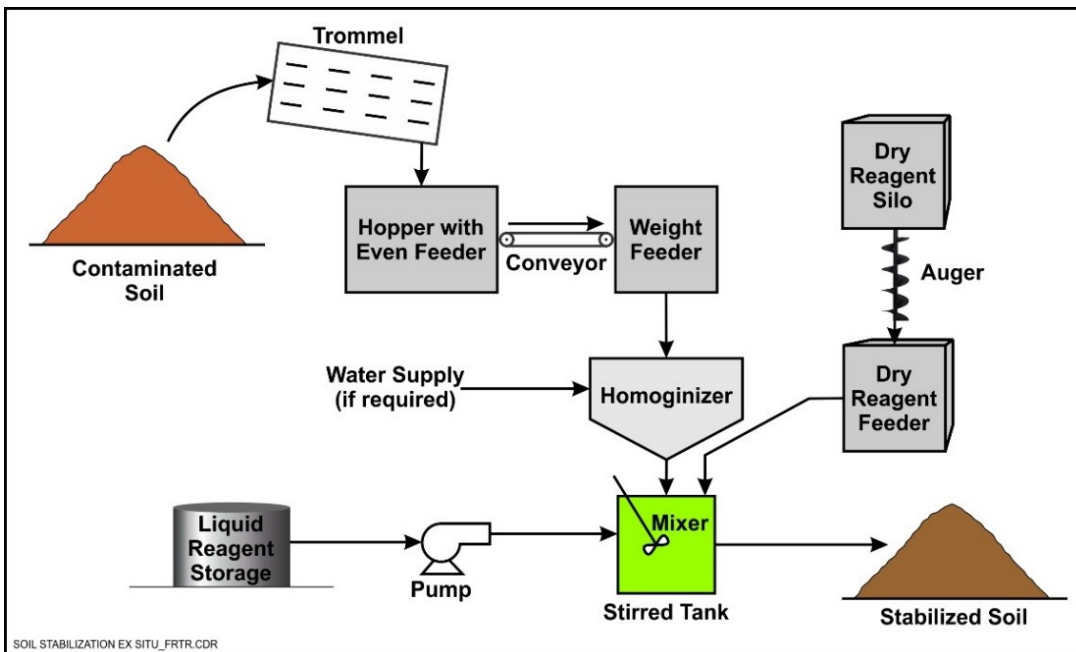 Trommel
Contaminated
Soil
Hopper with
Even Feeder
Conveyor
Weight
Feeder
Dry
Reagent
Silo
Auger
Dry
Reagent
Feeder
Water Supply
(if required)
Homoginizer
Liquid
Reagent
Storage
Pump
Mixer
Stirred Tank
Stabilized Soil
SOIL STABILIZATION EX SITU_FRTR.CDR